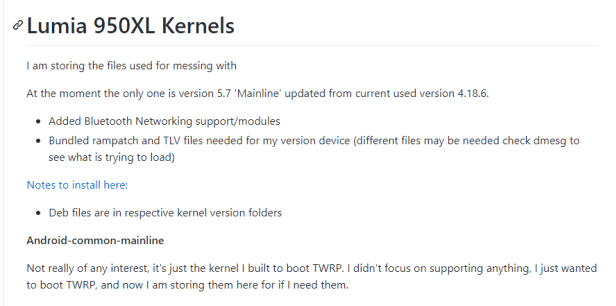 Lumia 950XL Kernels
I am storing the files used for messing with
At the moment the only one is version 5.7 'Mainline' updated from current used version 4.18.6.
• Added Bluetooth Networking support/modules
• Bundled rampatch and TLV files needed for my version device (different files may be needed check dmesg to
see what is trying to load)
Notes to install here:
• Deb files are in respective kernel version folders
Android-common-mainline
Not really of any interest, it's just the kernel I built to boot TWRP. I didn't focus on supporting anything, I just wanted
to boot TWRP, and now I am storing them here for if I need them.